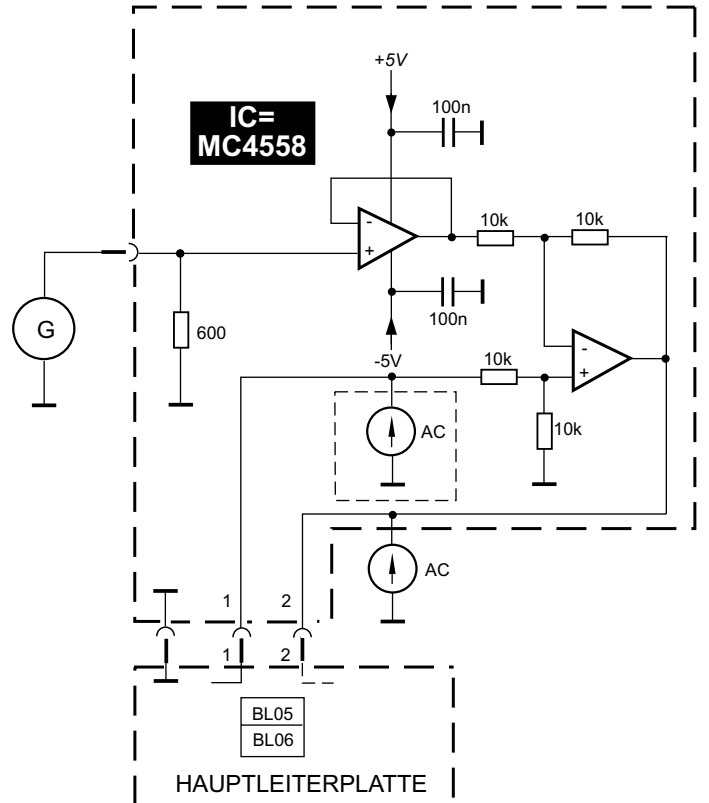 +5V
100n
IC=
MC4558
-
+
10k
10k
G
600
100n
-5V
10k
-
+
AC
10k
AC
1
2
1
2
BL05
BL06
HAUPTLEITERPLATTE